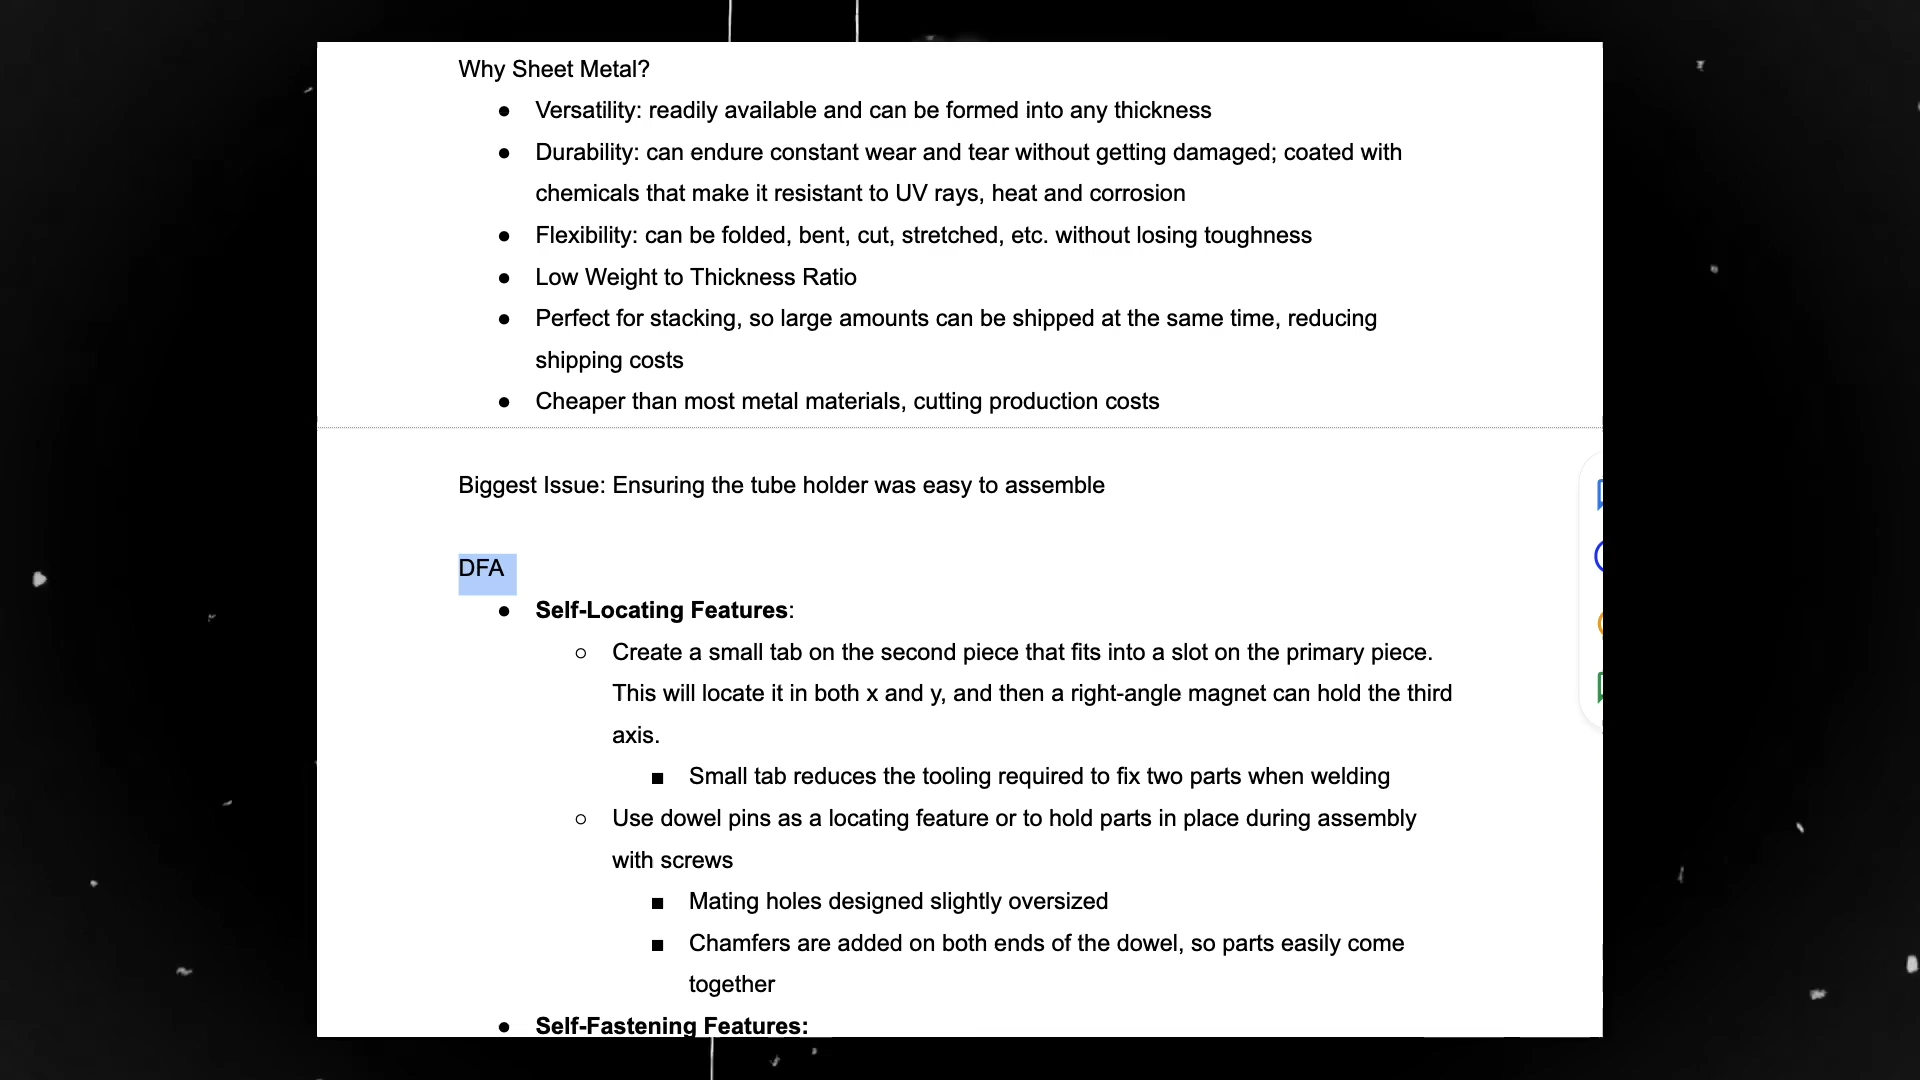 Why Sheet Metal?
● Versatility: readily available and can be formed into any thickness
● Durability: can endure constant wear and tear without getting damaged; coated with
chemicals that make it resistant to UV rays, heat and corrosion
● Flexibility: can be folded, bent, cut, stretched, etc. without losing toughness
● Low Weight to Thickness Ratio
● Perfect for stacking, so large amounts can be shipped at the same time, reducing
shipping costs
● Cheaper than most metal materials, cutting production costs
Biggest Issue: Ensuring the tube holder was easy to assemble
DFA
● Self-Locating Features:
○ Create a small tab on the second piece that fits into a slot on the primary piece.
This will locate it in both x and y, and then a right-angle magnet can hold the third
axis.
■ Small tab reduces the tooling required to fix two parts when welding
○ Use dowel pins as a locating feature or to hold parts in place during assembly
with screws
■ Mating holes designed slightly oversized
■ Chamfers are added on both ends of the dowel, so parts easily come
together
● Self-Fastening Features: